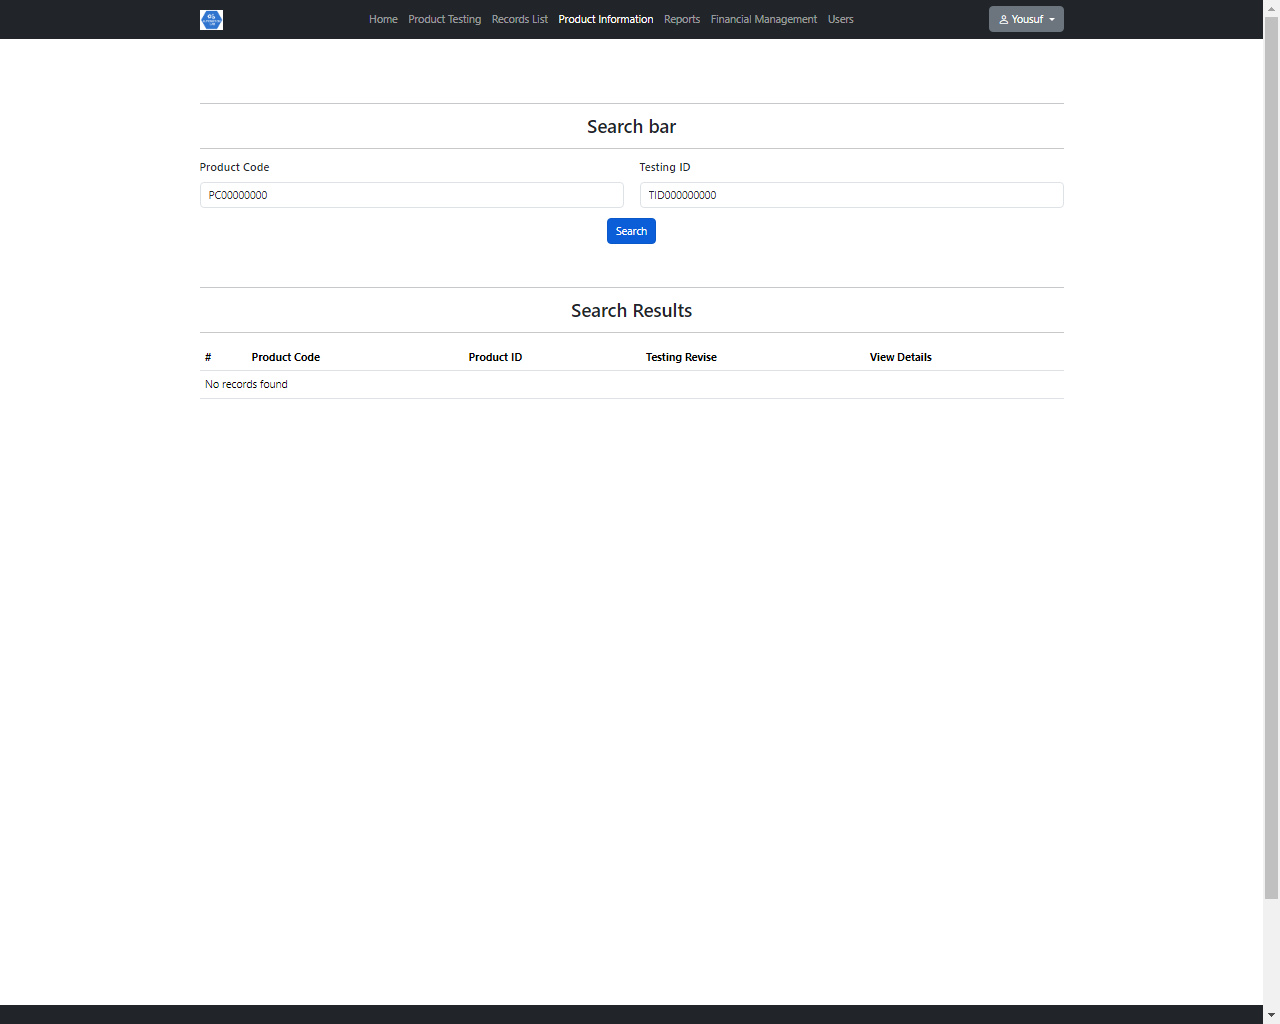 Home Product Testing Records List Product Information Reports Financial Management Users Yousuf
Search bar
Product Code Testing ID
PC00000000 TID000000000
Search
Search Results
# Product Code Product ID Testing Revise View Details
No records found